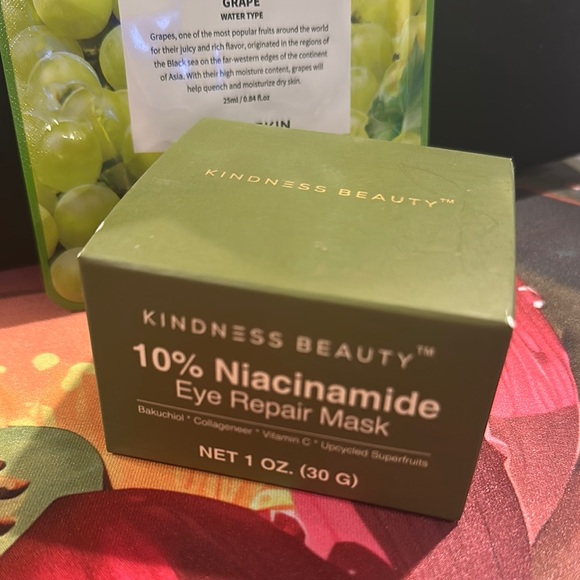 GRAPE
WATER TYPE
Grapes, one of the most popular fruits around the world
for their juicy and rich flavor, originated in the regions of
the Black sea on the far-western edges of the continent
of Asia. With their high moisture content, grapes will
help quench and moisturize dry skin.
25ml / 0.84 fl.oz
SKIN
KINDNESS BEAUTY™
KINDNESS BEAUTY™
10% Niacinamide
Eye Repair Mask
Bakuchiol * Collageneer * Vitamin C * Upcycled Superfruits
NET 1 OZ. (30 G)